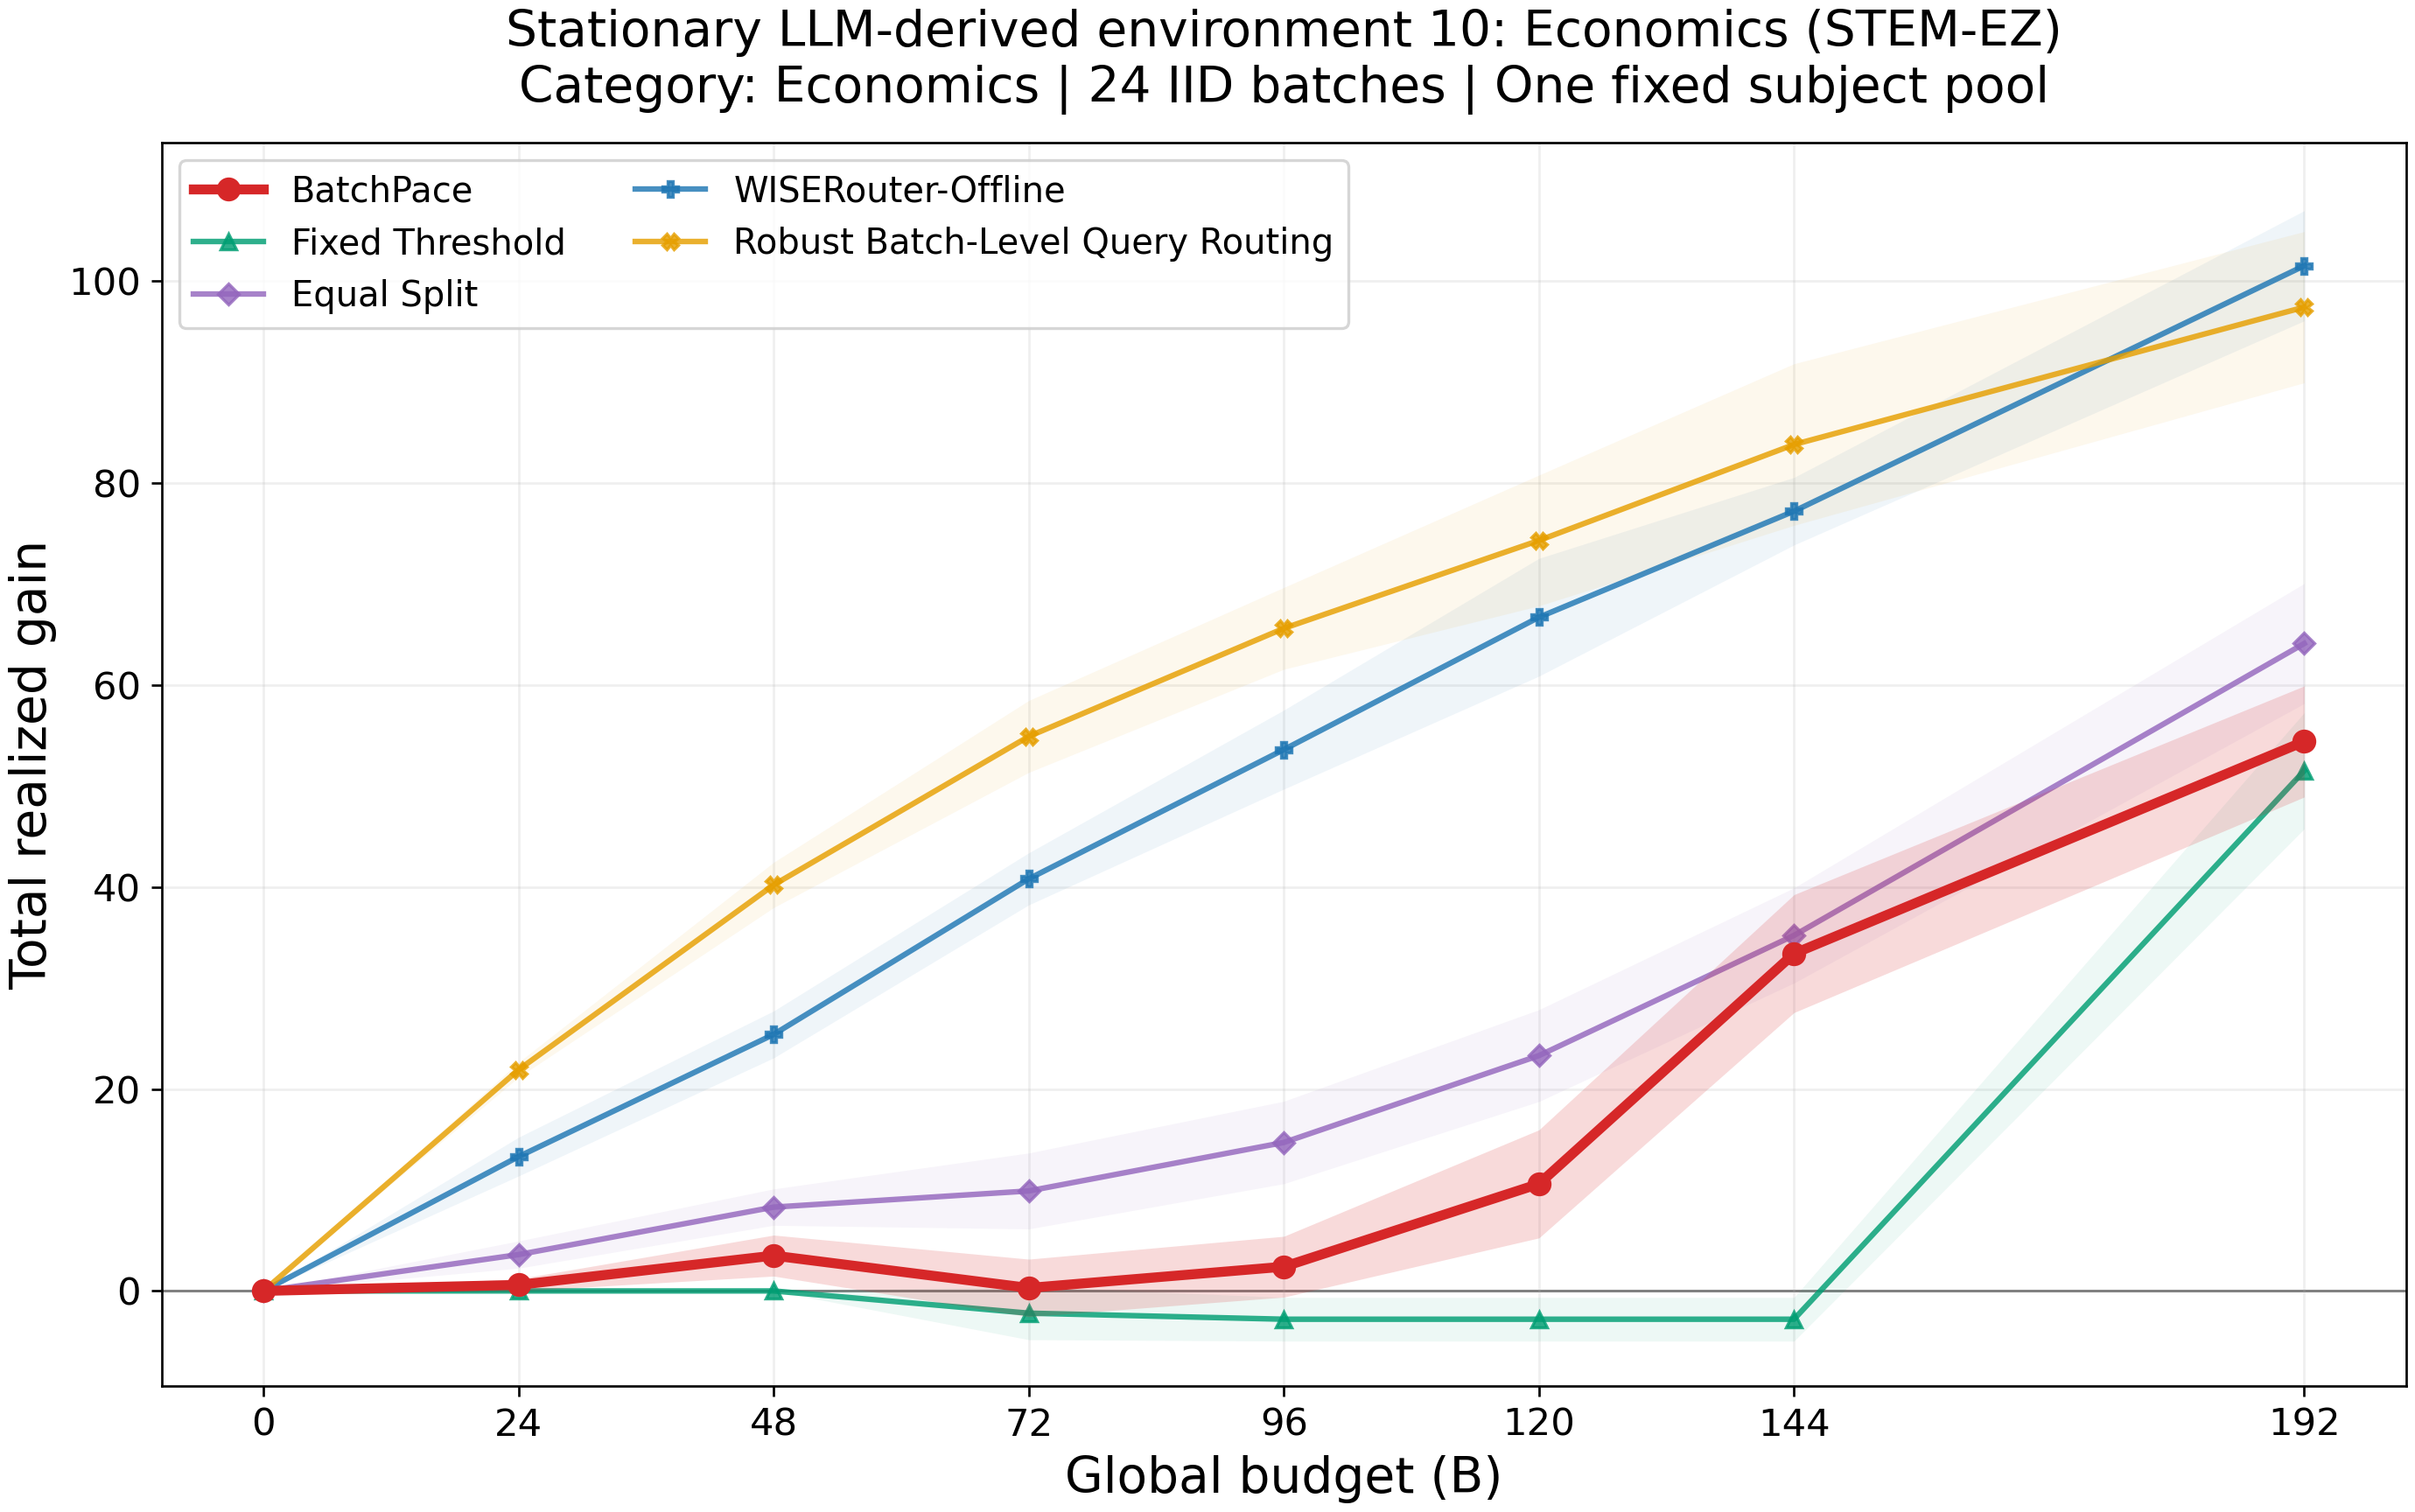 Stationary LLM-derived environment 10: Economics (STEM-EZ)
Category: Economics | 24 IID batches | One fixed subject pool
BatchPace
Fixed Threshold
Equal Split
WISERouter-Offline
Robust Batch-Level Query Routing
Total realized gain
100
80
60
40
20
0
0 24 48 72 96 120 144 192
Global budget (B)